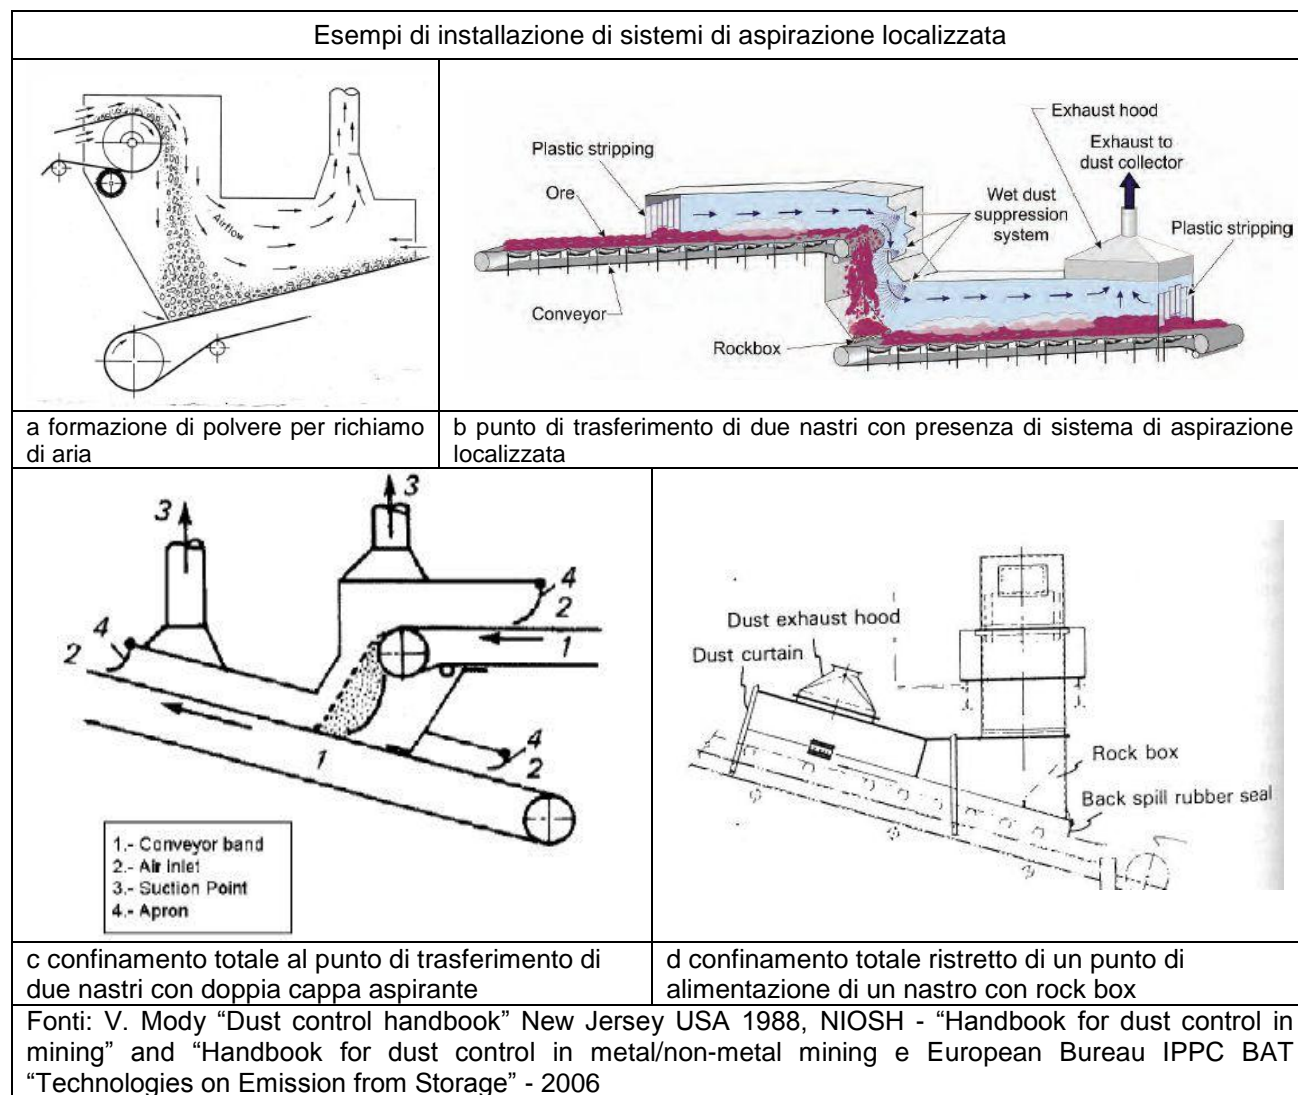 Esempi di installazione di sistemi di aspirazione localizzata
Airflow
Exhaust hood
Exhaust to
dust collector
Plastic stripping
Ore
Wet dust
suppression
system
Plastic stripping
Conveyor
Rockbox
a formazione di polvere per richiamo
di aria
b punto di trasferimento di due nastri con presenza di sistema di aspirazione
localizzata
3
3
4
2
4
2
1
1
4
2
1.- Conveyor band
2.- Air inlet
3.- Suction Point
4.- Apron
Dust exhaust hood
Dust curtain
Rock box
Back spill rubber seal
c confinamento totale al punto di trasferimento di
due nastri con doppia cappa aspirante
d confinamento totale ristretto di un punto di
alimentazione di un nastro con rock box
Fonti: V. Mody “Dust control handbook” New Jersey USA 1988, NIOSH - “Handbook for dust control in
mining” and “Handbook for dust control in metal/non-metal mining e European Bureau IPPC BAT
“Technologies on Emission from Storage” - 2006